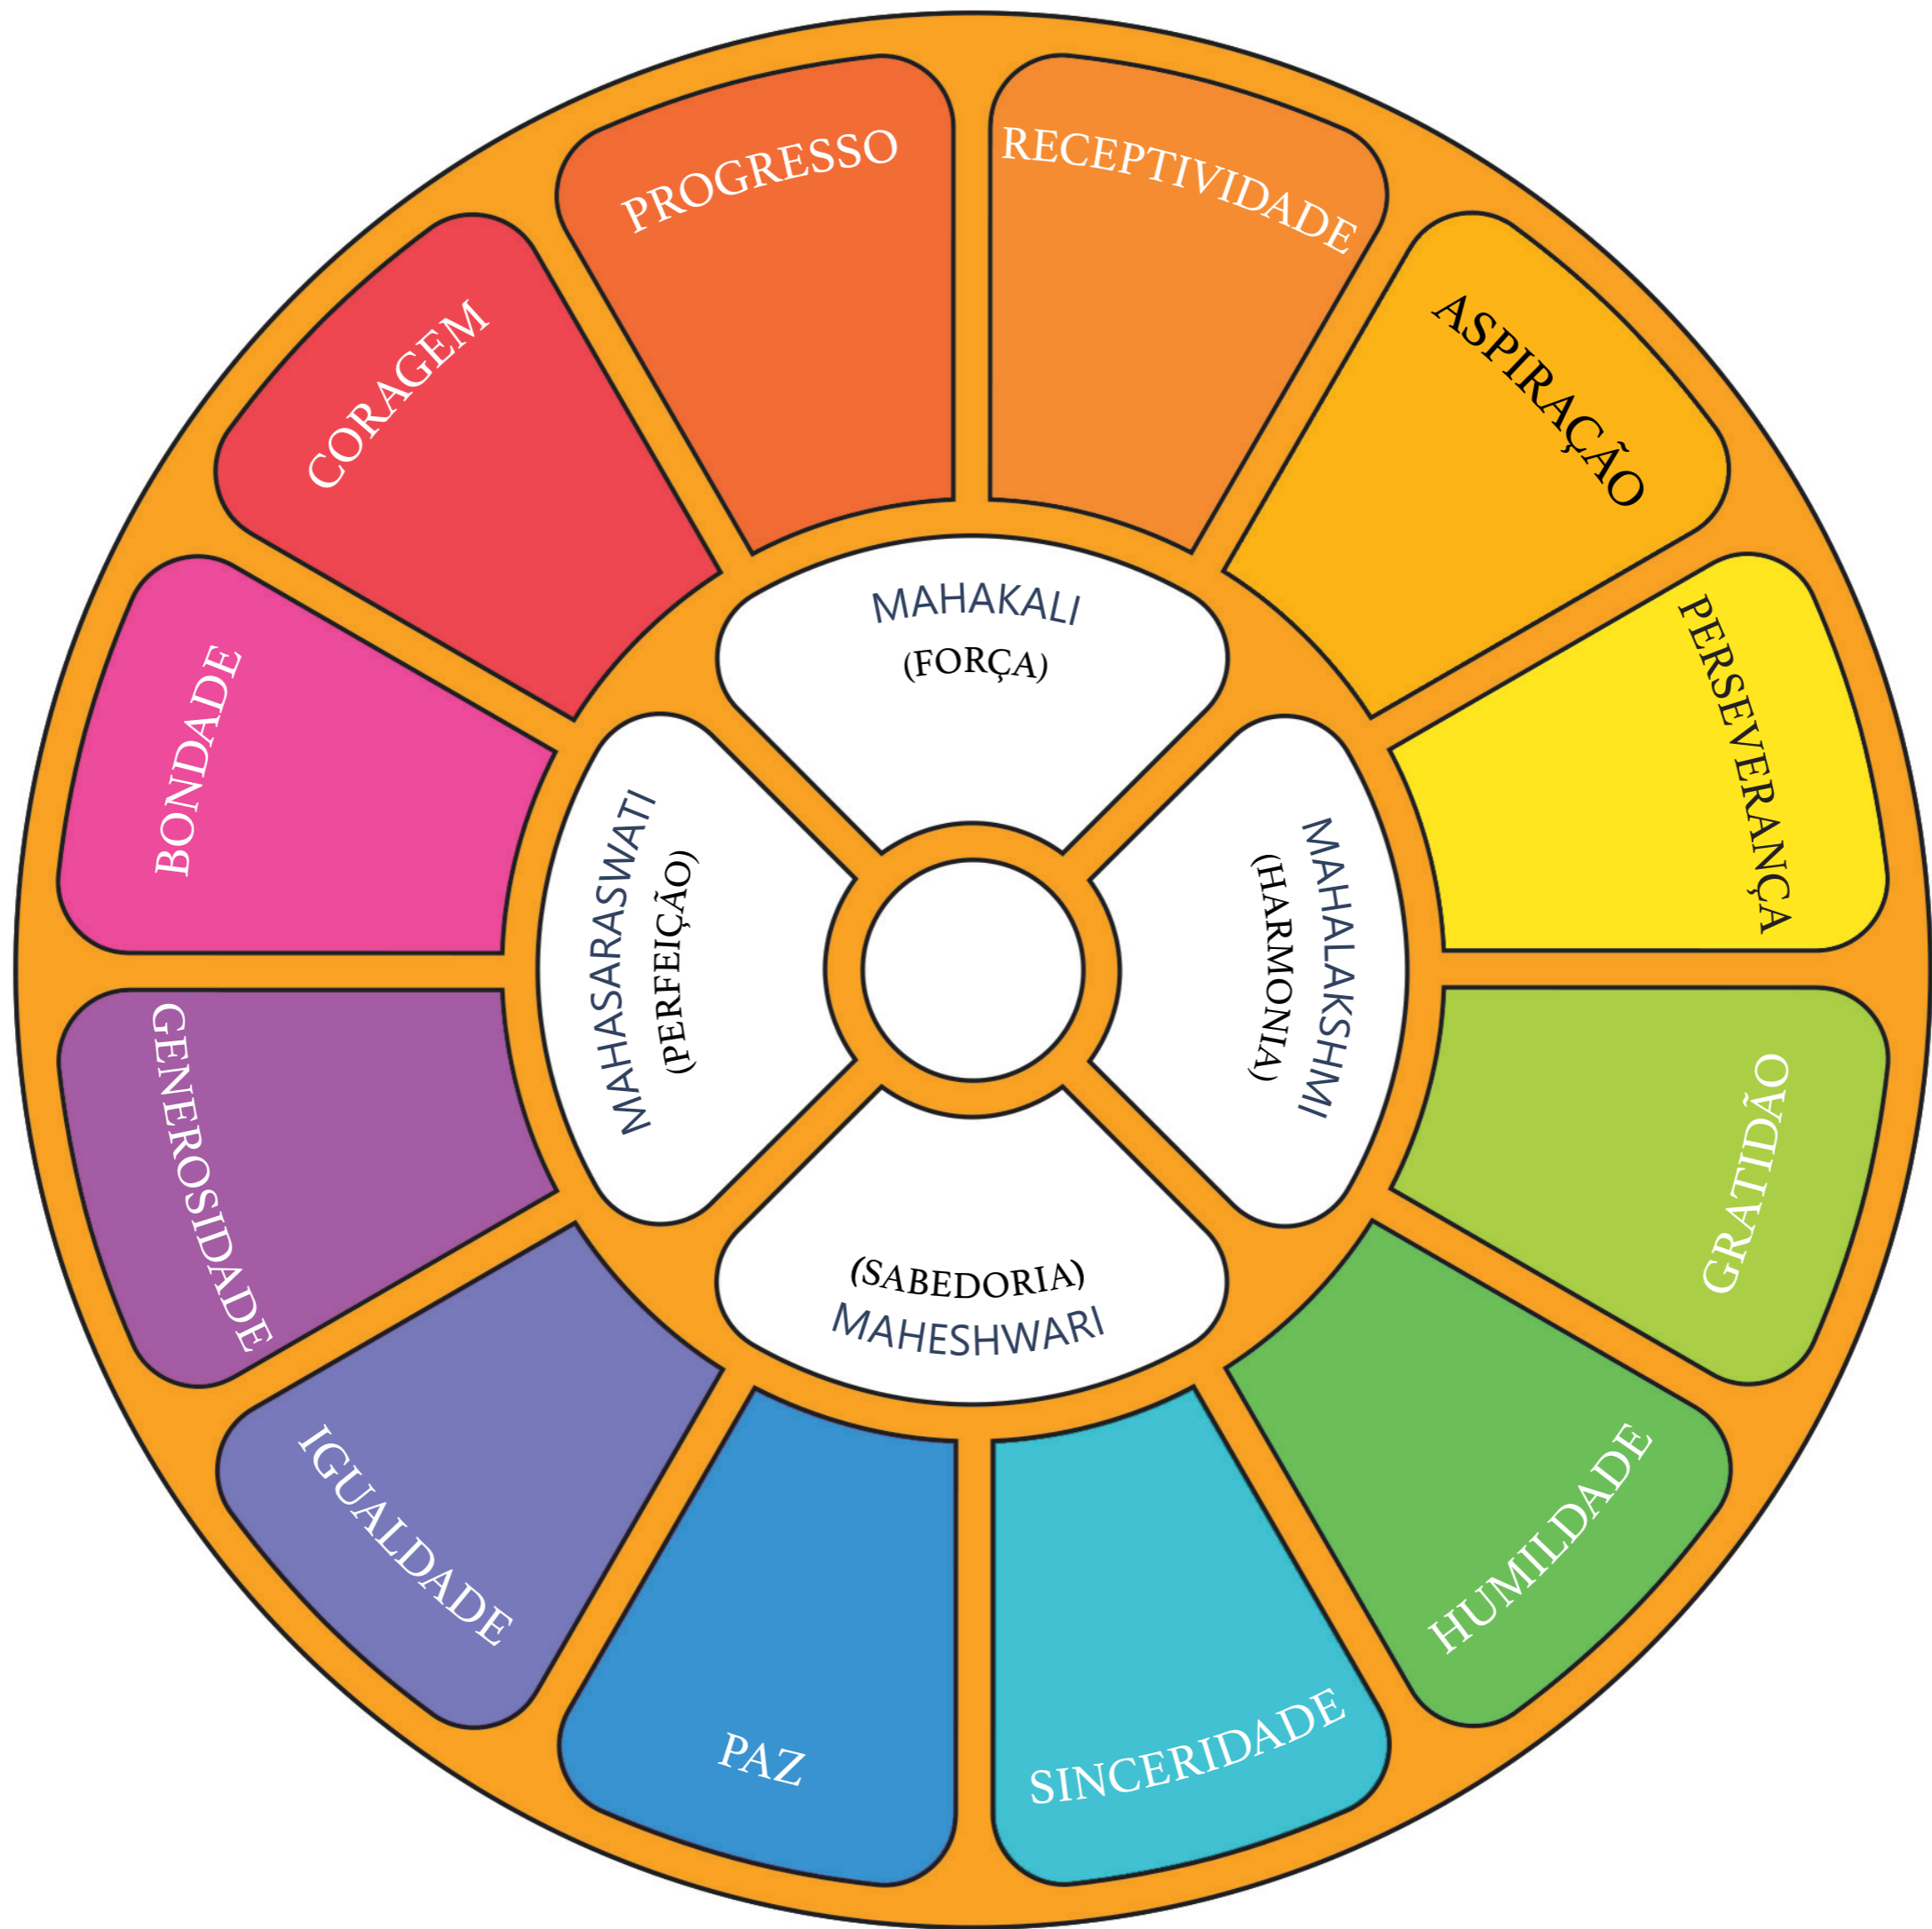 PROGRESSO
RECEPTIVIDADE
ASPIRAÇÃO
PERSEVERANÇA
GRATIDÃO
HUMILDADE
SINCERIDADE
PAZ
IGUALDADE
GENEROSIDADE
BONDADE
CORAGEM
MAHAKALI
(FORÇA)
MAHALAKSHMI
(HARMONIA)
(SABEDORIA)
MAHESHWARI
MAHASARASWATI
(PERFEIÇÃO)